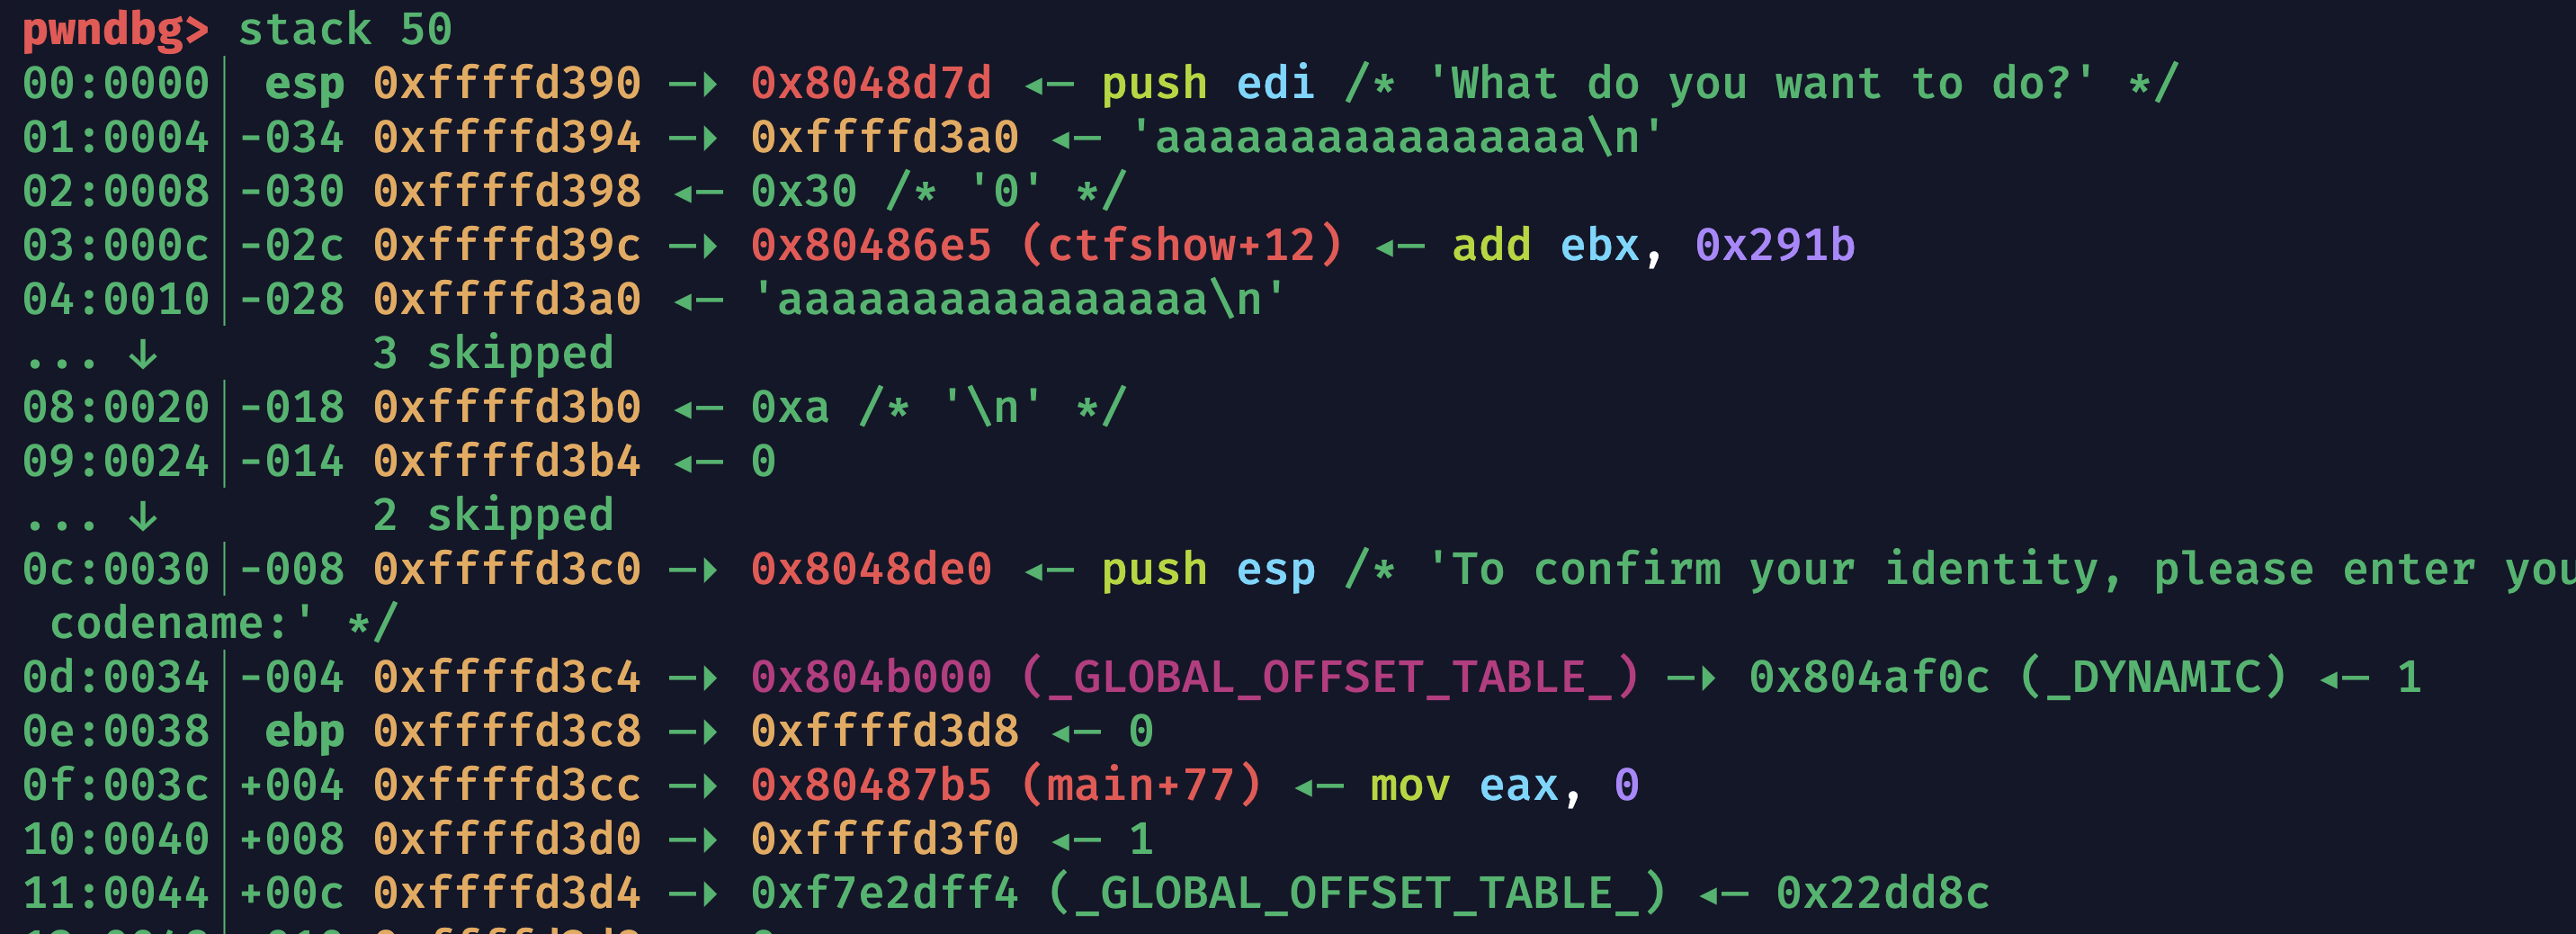 pwndbg> stack 50
00:0000│ esp 0xffffd390 —▸ 0x8048d7d ◂— push edi /* 'What do you want to do?' */
01:0004│-034 0xffffd394 —▸ 0xffffd3a0 ◂— 'aaaaaaaaaaaaaaaa\n'
02:0008│-030 0xffffd398 ◂— 0x30 /* '0' */
03:000c│-02c 0xffffd39c —▸ 0x80486e5 (ctfshow+12) ◂— add ebx, 0x291b
04:0010│-028 0xffffd3a0 ◂— 'aaaaaaaaaaaaaaaa\n'
... ↓ 3 skipped
08:0020│-018 0xffffd3b0 ◂— 0xa /* '\n' */
09:0024│-014 0xffffd3b4 ◂— 0
... ↓ 2 skipped
0c:0030│-008 0xffffd3c0 —▸ 0x8048de0 ◂— push esp /* 'To confirm your identity, please enter you
codename:' */
0d:0034│-004 0xffffd3c4 —▸ 0x804b000 (_GLOBAL_OFFSET_TABLE_) —▸ 0x804af0c (_DYNAMIC) ◂— 1
0e:0038│ ebp 0xffffd3c8 —▸ 0xffffd3d8 ◂— 0
0f:003c│+004 0xffffd3cc —▸ 0x80487b5 (main+77) ◂— mov eax, 0
10:0040│+008 0xffffd3d0 —▸ 0xffffd3f0 ◂— 1
11:0044│+00c 0xffffd3d4 —▸ 0xf7e2dff4 (_GLOBAL_OFFSET_TABLE_) ◂— 0x22dd8c